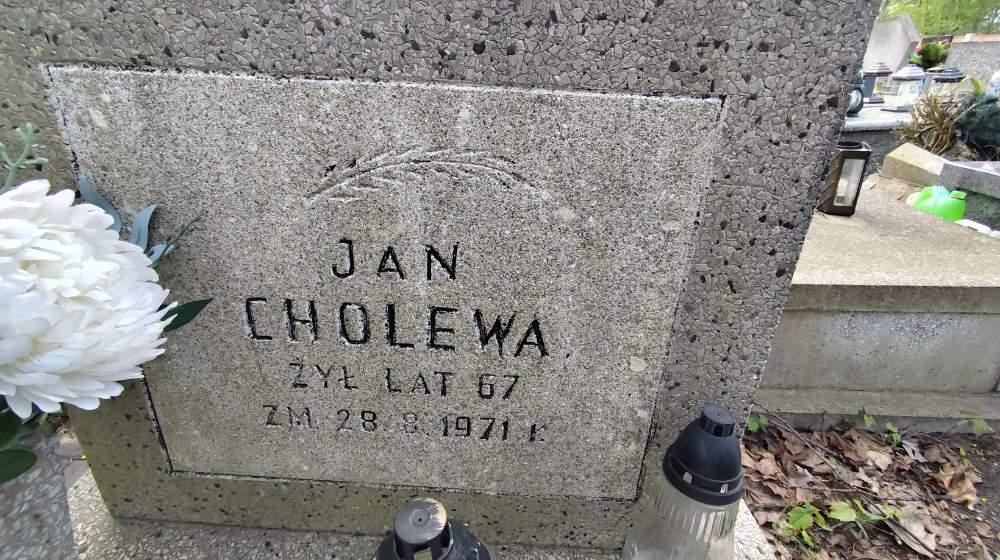 JAN
CHOLEWA
ŻYŁ LAT 67
ZM. 28.8.1971 R.